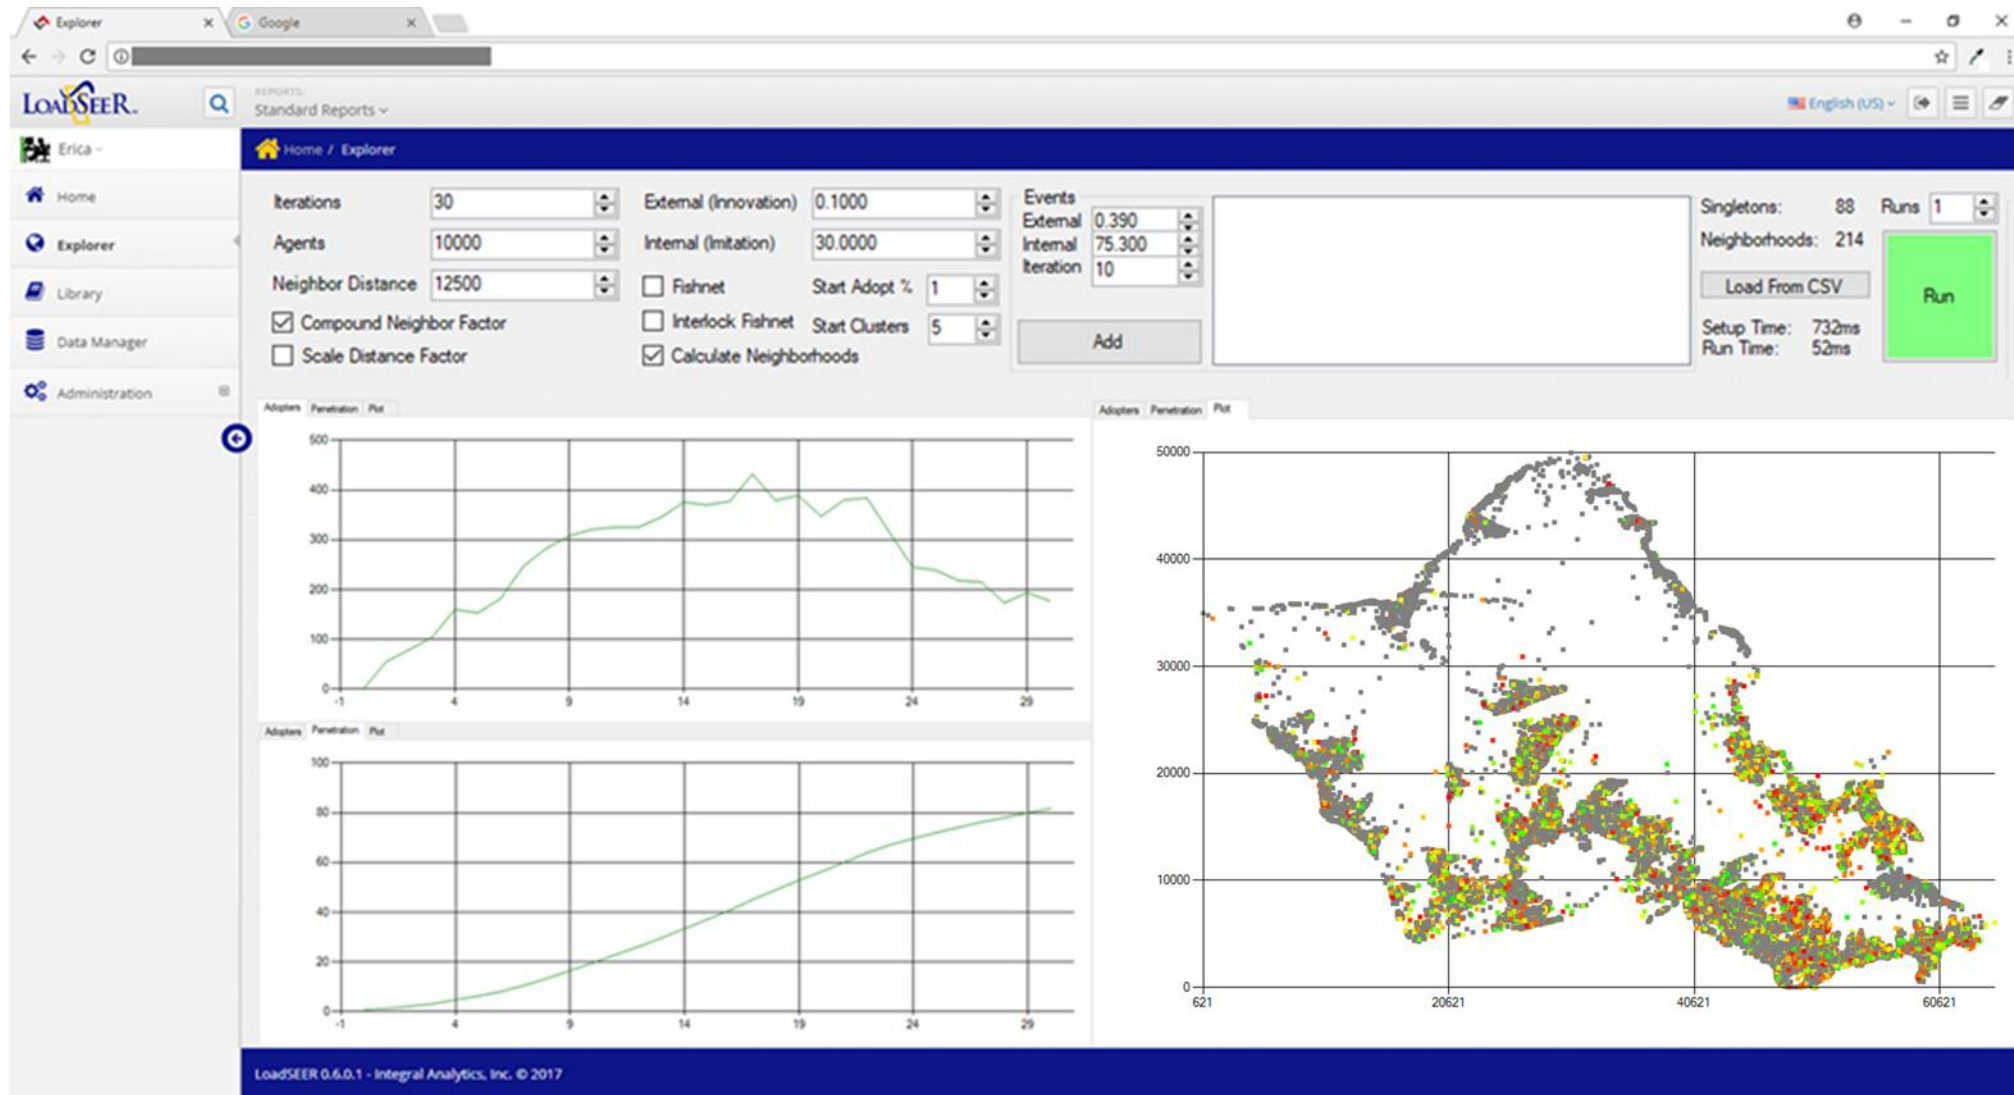 Explorer
Google
LOADSEER
REPORTS:
Standard Reports
English (US)
Erica
Home / Explorer
Home
Explorer
Library
Data Manager
Administration
Iterations 30
Agents 10000
Neighbor Distance 12500
Compound Neighbor Factor
Scale Distance Factor
External (Innovation) 0.1000
Internal (Imitation) 30.0000
Fishnet Start Adopt % 1
Interlock Fishnet Start Clusters 5
Calculate Neighborhoods
Events
External 0.390
Internal 75.300
Iteration 10
Add
Singletons: 88 Runs 1
Neighborhoods: 214
Load From CSV
Run
Setup Time: 732ms
Run Time: 52ms
Adopters Penetration Plot
500
400
300
200
100
0
-1 4 9 14 19 24 29
Adopters Penetration Plot
100
80
60
40
20
0
-1 4 9 14 19 24 29
Adopters Penetration Plot
50000
40000
30000
20000
10000
0
621 20621 40621 60621
LoadSEER 0.6.0.1 - Integral Analytics, Inc. © 2017